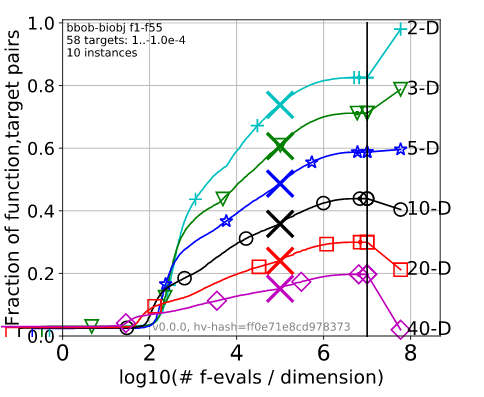 bbob-biobj f1-f55
58 targets: 1..-1.0e-4
10 instances
1.0
0.8
0.6
0.4
0.2
0.0
Fraction of function,target pairs
2-D
3-D
5-D
10-D
20-D
40-D
v0.0.0, hv-hash=ff0e71e8cd978373
0 2 4 6 8
log10(# f-evals / dimension)